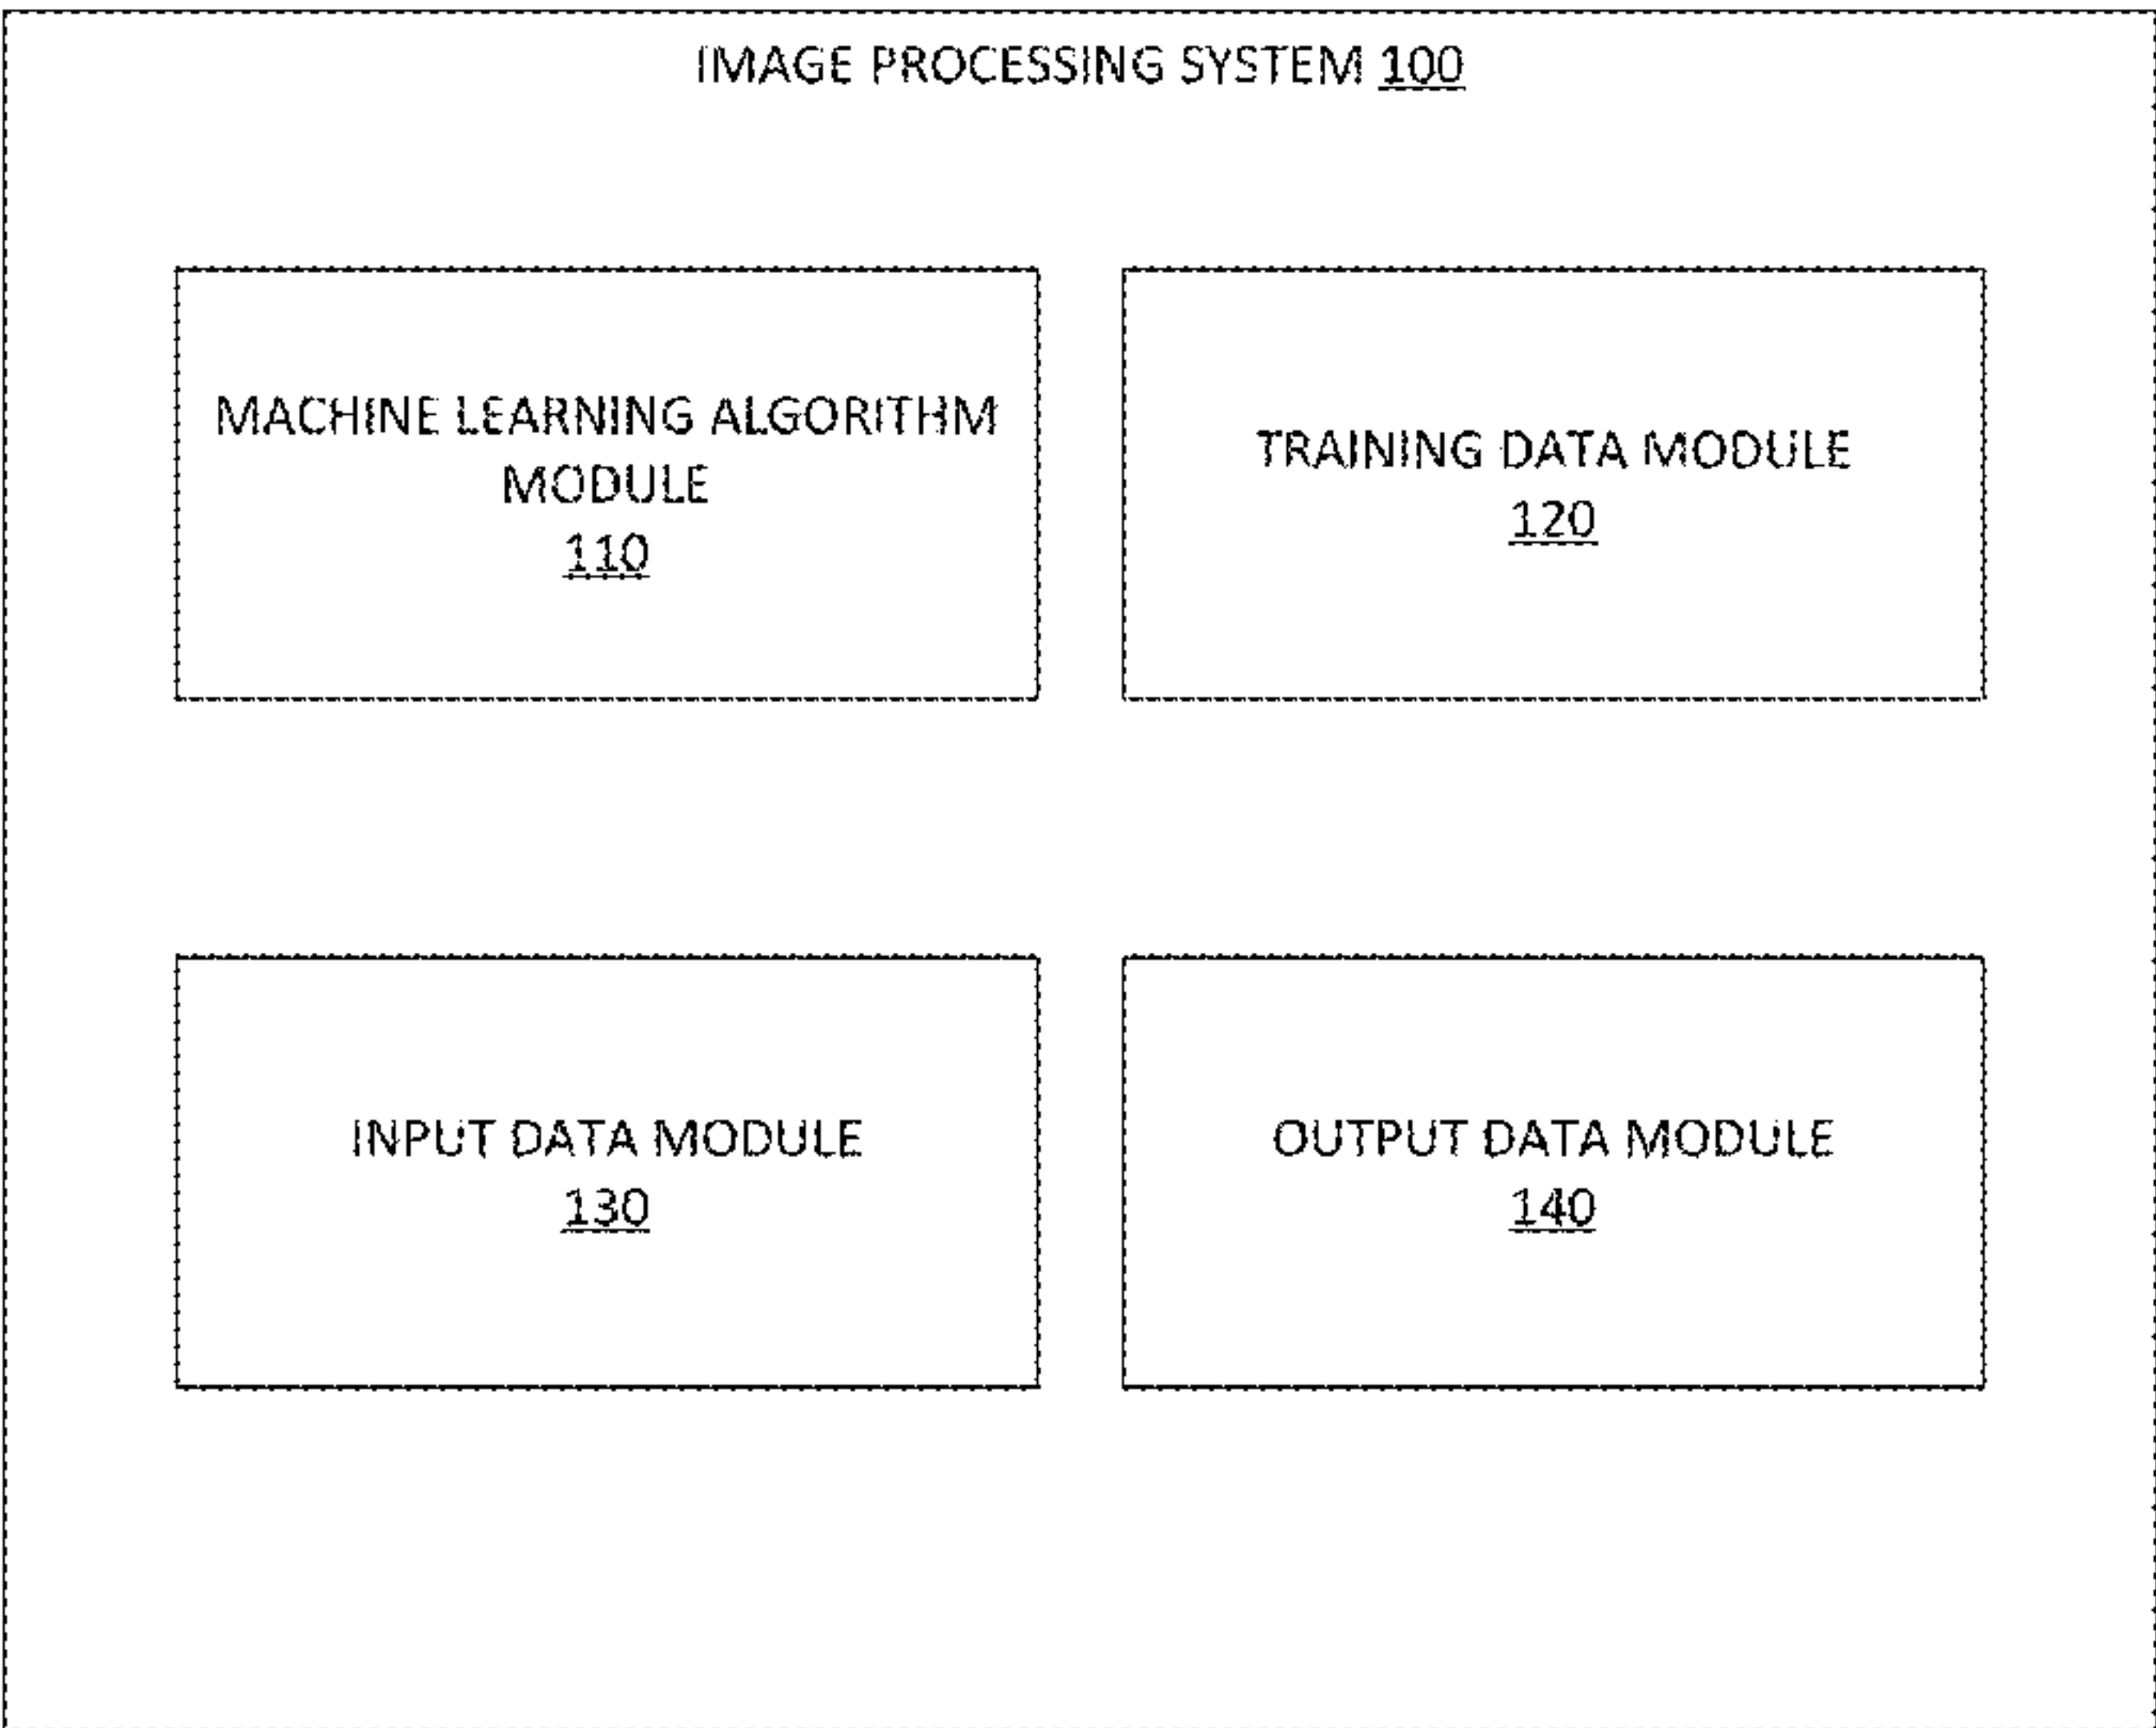 IMAGE PROCESSING SYSTEM 100
MACHINE LEARNING ALGORITHM
MODULE
110
TRAINING DATA MODULE
120
INPUT DATA MODULE
130
OUTPUT DATA MODULE
140